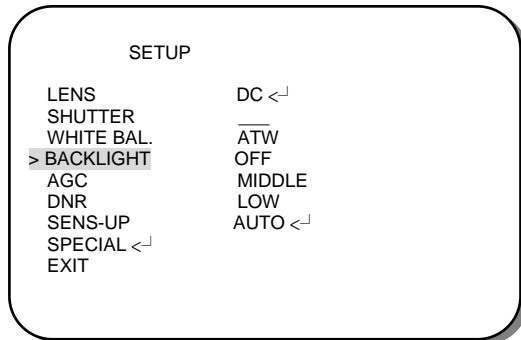 SETUP
LENS DC ↵
SHUTTER ___
WHITE BAL. ATW
> BACKLIGHT OFF
AGC MIDDLE
DNR LOW
SENS-UP AUTO ↵
SPECIAL ↵
EXIT